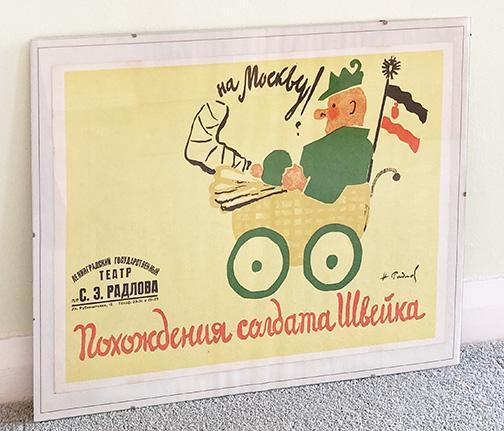 на Москву!
ЛЕНИНГРАДСКИЙ ГОСУДАРСТВЕННЫЙ
ТЕАТР
п/р С. Э. РАДЛОВА
Похождения солдата Швейка